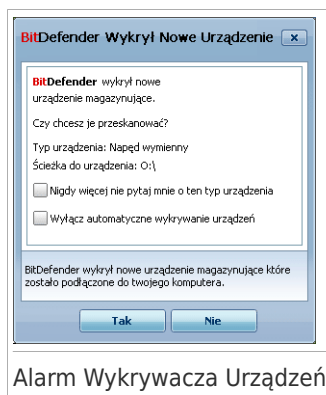 BitDefender Wykrył Nowe Urządzenie
BitDefender wykrył nowe
urządzenie magazynujące.
Czy chcesz je przeskanować?
Typ urządzenia: Napęd wymienny
Ścieżka do urządzenia: O:\
Nigdy więcej nie pytaj mnie o ten typ urządzenia
Wyłącz automatyczne wykrywanie urządzeń
BitDefender wykrył nowe urządzenie magazynujące które
zostało podłączone do twojego komputera.
Tak Nie
Alarm Wykrywacza Urządzeń